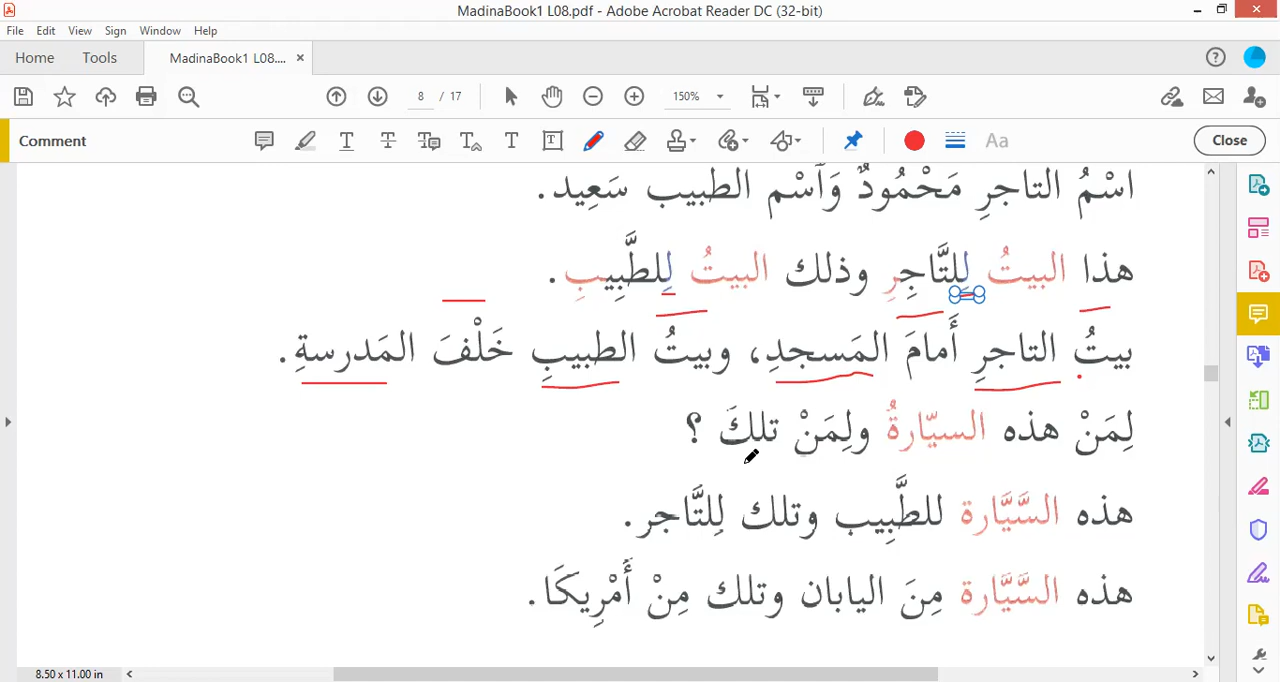 MadinaBook1 L08.pdf - Adobe Acrobat Reader DC (32-bit)
File Edit View Sign Window Help
Home Tools MadinaBook1 L08.... ×
8 / 17 150%
Comment Close
اسْمُ التاجرِ مَحْمُودٌ وَٱسْم الطبيب سَعِيد.
هذا البيتُ لِلتَّاجِرِ وذلك البيتُ لِلطَّبِيبِ.
بيتُ التاجرِ أَمامَ المَسجدِ، وبيتُ الطبيبِ خَلْفَ المَدرسةِ.
لِمَنْ هذه السيّارةُ ولِمَنْ تلكَ ؟
هذه السَّيَّارة للطَّبِيب وتلك لِلتَّاجر.
هذه السَّيَّارة مِنَ اليابان وتلك مِنْ أَمْرِيكَا.
8.50 x 11.00 in